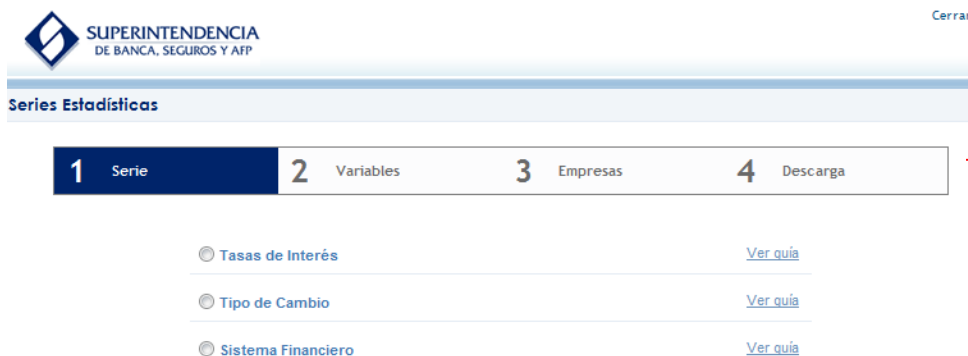 SUPERINTENDENCIA
DE BANCA, SEGUROS Y AFP
Cerrar
Series Estadísticas
1 Serie 2 Variables 3 Empresas 4 Descarga
Tasas de Interés Ver guía
Tipo de Cambio Ver guía
Sistema Financiero Ver guía